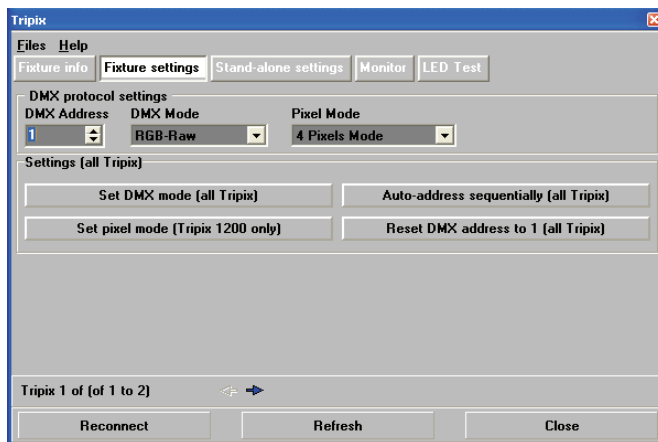 Tripix
Files Help
Fixture info Fixture settings Stand-alone settings Monitor LED Test
DMX protocol settings
DMX Address DMX Mode Pixel Mode
1 RGB-Raw 4 Pixels Mode
Settings (all Tripix)
Set DMX mode (all Tripix) Auto-address sequentially (all Tripix)
Set pixel mode (Tripix 1200 only) Reset DMX address to 1 (all Tripix)
Tripix 1 of (of 1 to 2)
Reconnect Refresh Close